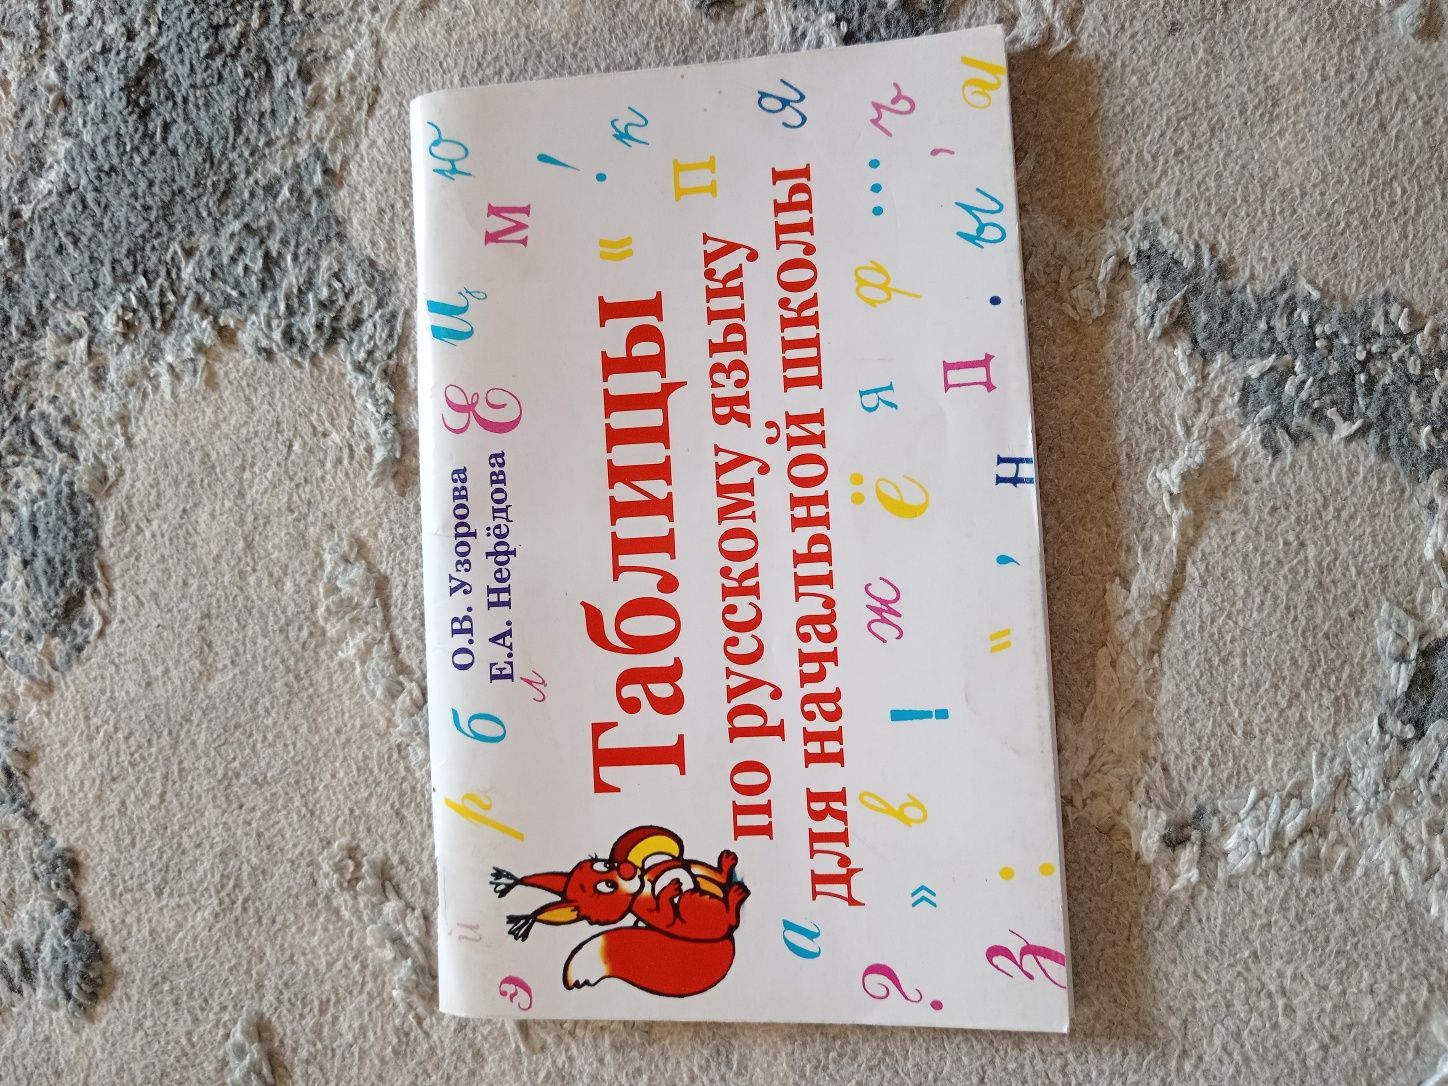 О.В. Узорова
Е.А. Нефёдова
Таблицы
по русскому языку
для начальной школы
э и р б л Е и ц м ю
« ! к
п я
а
? » в ! ж ё я ф ... ъ
З : " , н Д . ы , ч